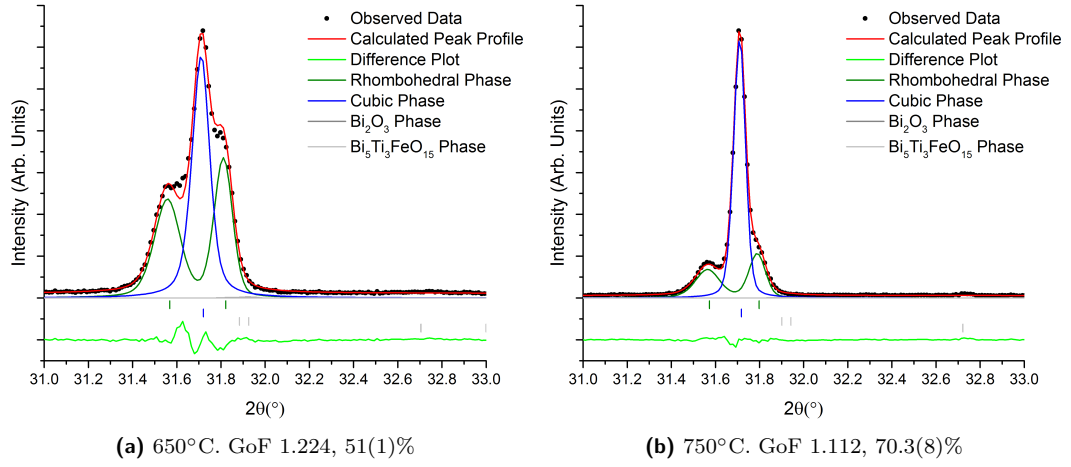 Intensity (Arb. Units)
Observed Data
Calculated Peak Profile
Difference Plot
Rhombohedral Phase
Cubic Phase
Bi₂O₃ Phase
Bi₅Ti₃FeO₁₅ Phase
31.0 31.2 31.4 31.6 31.8 32.0 32.2 32.4 32.6 32.8 33.0
2θ(°)
(a) 650°C. GoF 1.224, 51(1)%
Intensity (Arb. Units)
Observed Data
Calculated Peak Profile
Difference Plot
Rhombohedral Phase
Cubic Phase
Bi₂O₃ Phase
Bi₅Ti₃FeO₁₅ Phase
31.0 31.2 31.4 31.6 31.8 32.0 32.2 32.4 32.6 32.8 33.0
2θ(°)
(b) 750°C. GoF 1.112, 70.3(8)%